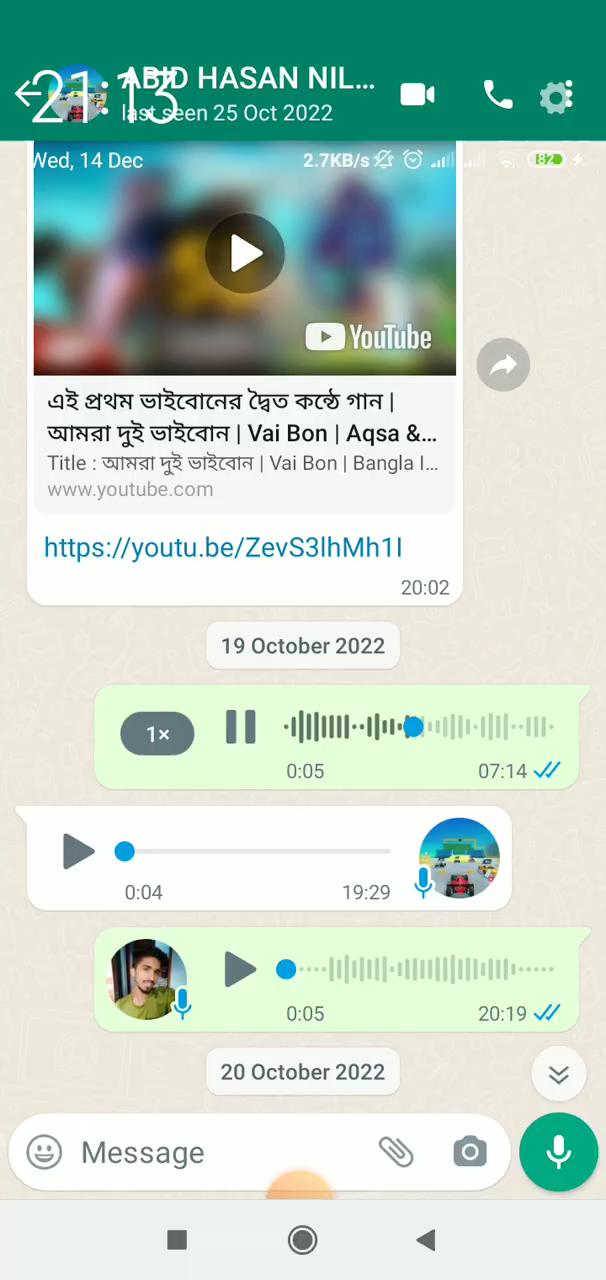 21:13
ABID HASAN NIL...
last seen 25 Oct 2022
Wed, 14 Dec
2.7KB/s
82
YouTube
এই প্রথম ভাইবোনের দ্বৈত কন্ঠে গান |
আমরা দুই ভাইবোন | Vai Bon | Aqsa &...
Title : আমরা দুই ভাইবোন | Vai Bon | Bangla I...
www.youtube.com
https://youtu.be/ZevS3lhMh1I
20:02
19 October 2022
1×
0:05
07:14
0:04
19:29
0:05
20:19
20 October 2022
Message